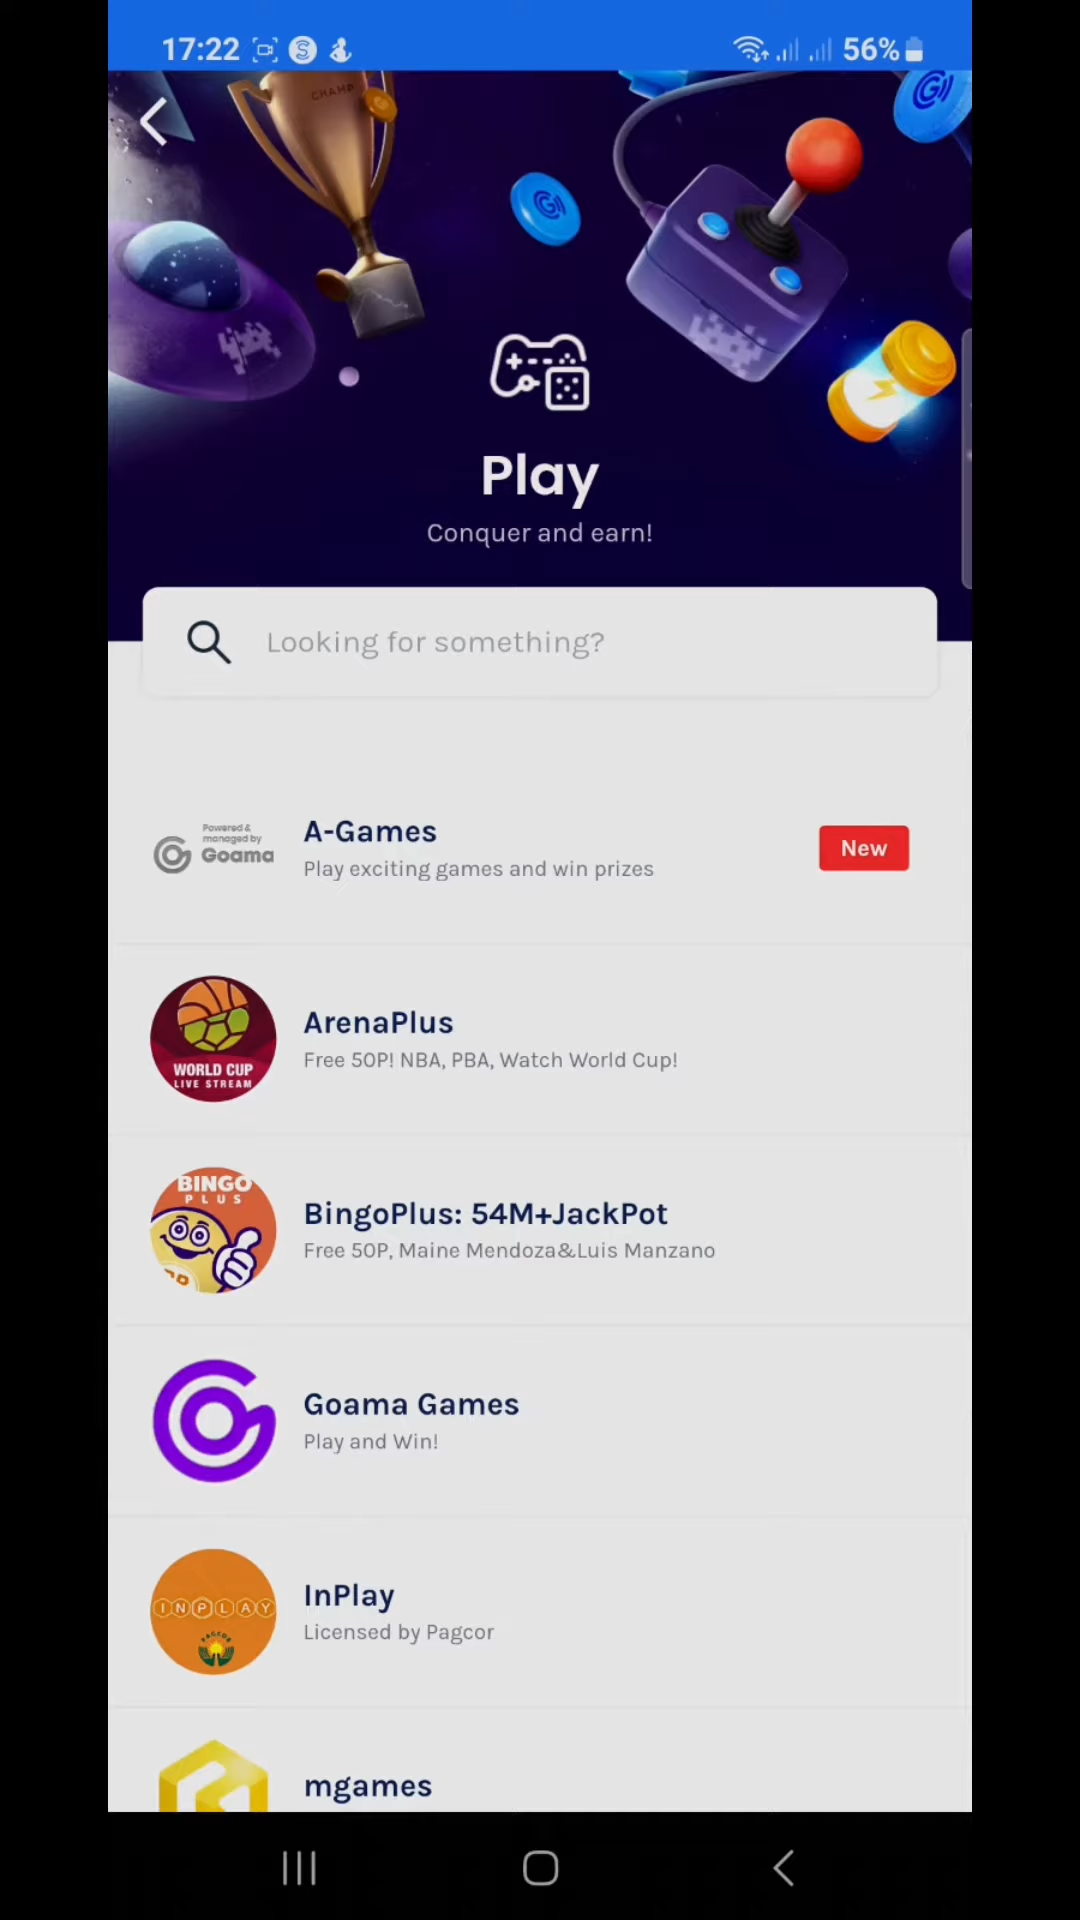 17:22
56%
CHAMP
Play
Conquer and earn!
Looking for something?
Powered &
managed by
Goama
A-Games
Play exciting games and win prizes
New
WORLD CUP
LIVE STREAM
ArenaPlus
Free 50P! NBA, PBA, Watch World Cup!
BINGO
PLUS
BingoPlus: 54M+JackPot
Free 50P, Maine Mendoza&Luis Manzano
Goama Games
Play and Win!
INPLAY
PAGCOR
InPlay
Licensed by Pagcor
mgames